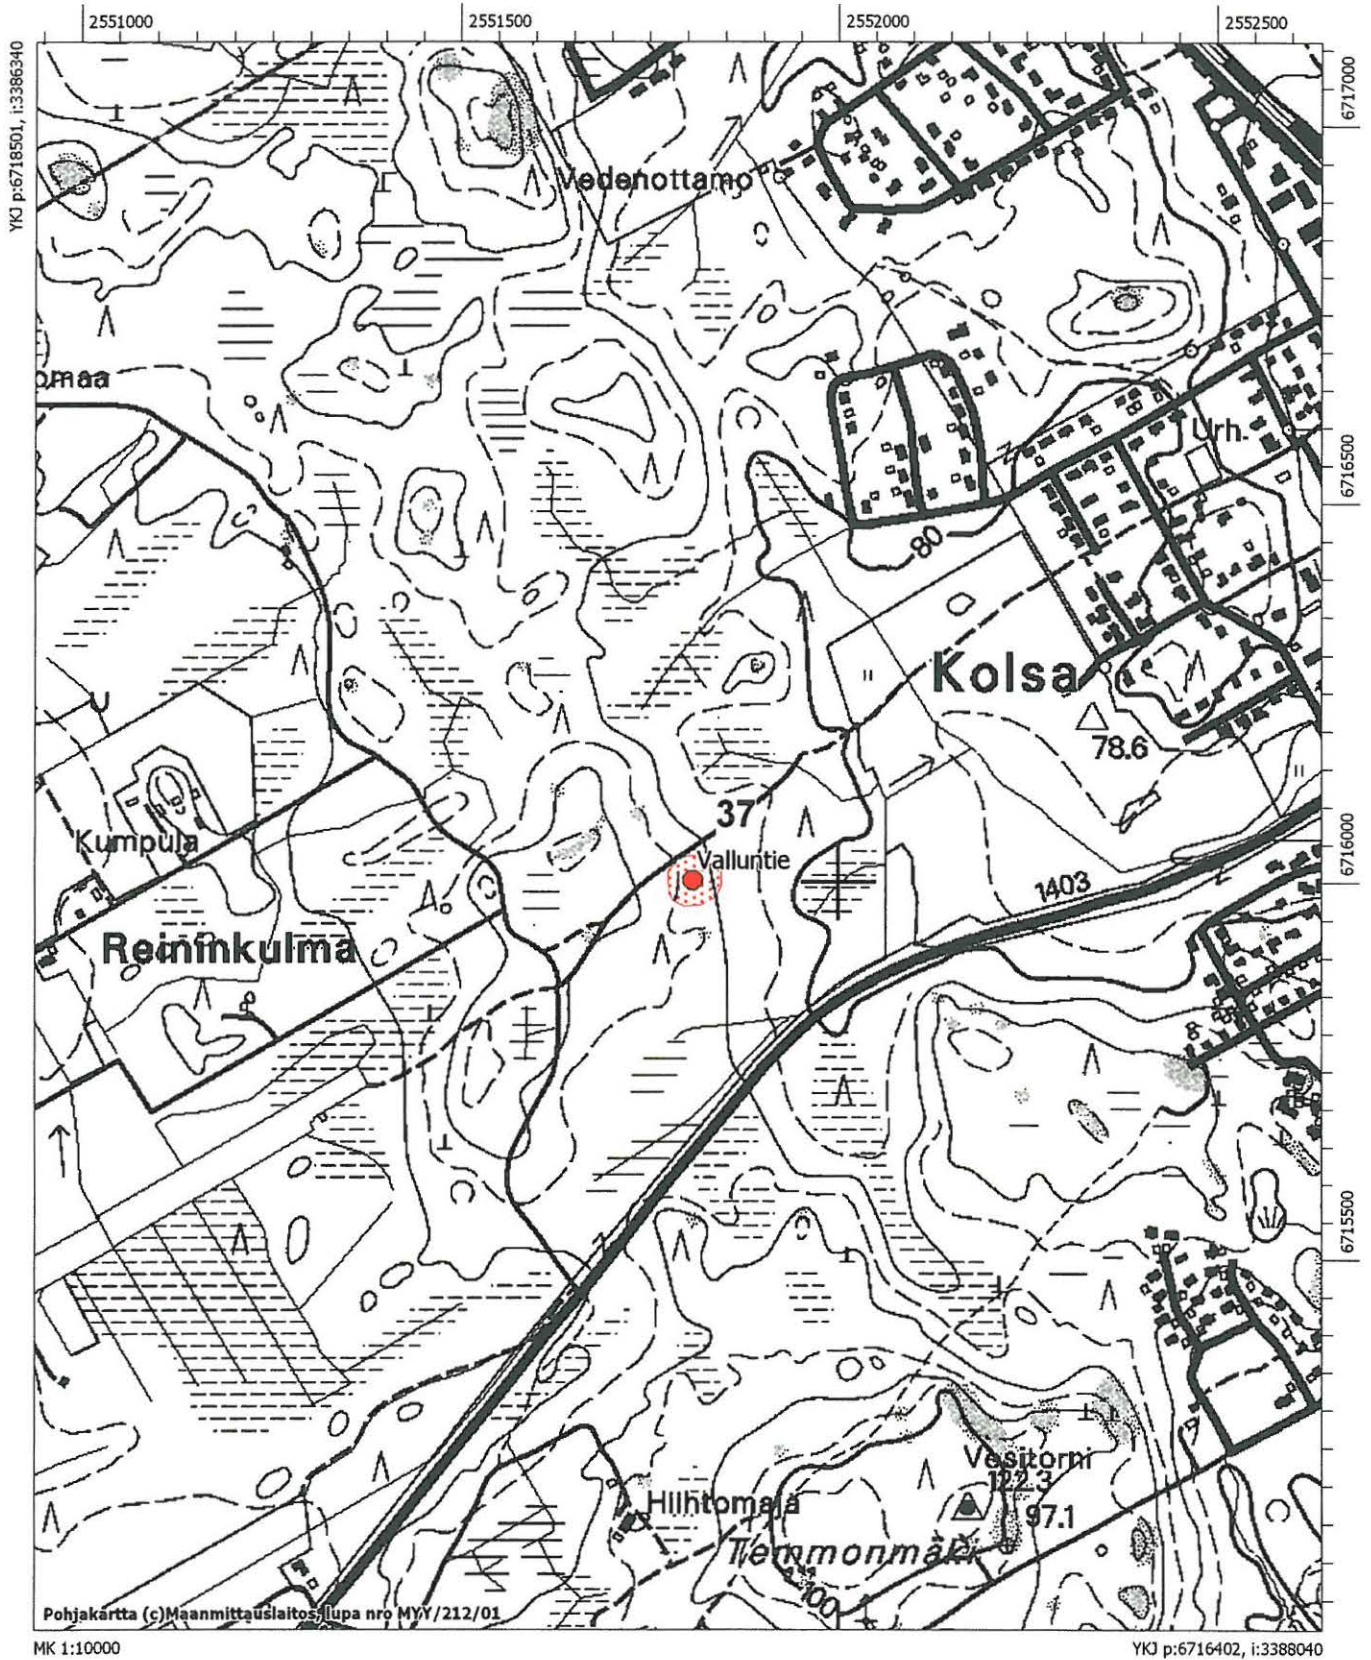 2551000
2551500
2552000
2552500
YKJ p:6718501, i:3386340
6717000
Vedenottamo
omaa
Urh.
6716500
80
Kolsa
78.6
37
Kumpula
Valluntie
6716000
1403
Reininkulma
6715500
Vesitorni
122.3
Hiihtomaja
97.1
Temmonmäki
100
Pohjakartta (c)Maanmittauslaitos, lupa nro MYY/212/01
MK 1:10000
YKJ p:6716402, i:3388040